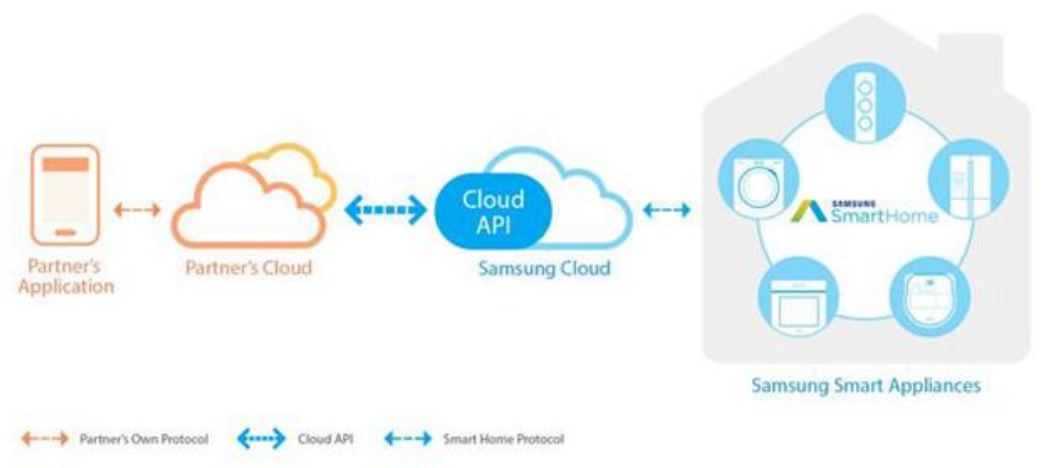 Cloud
API
SAMSUNG
SmartHome
Partner's
Application
Partner's Cloud
Samsung Cloud
Samsung Smart Appliances
Partner's Own Protocol
Cloud API
Smart Home Protocol